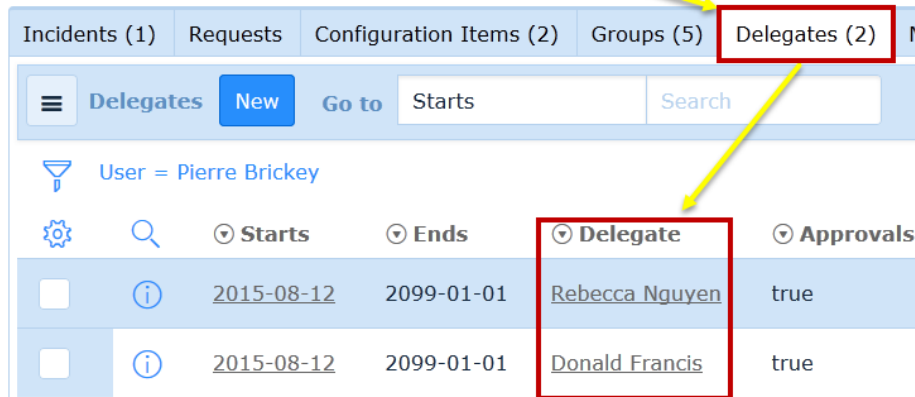 Incidents (1) Requests Configuration Items (2) Groups (5) Delegates (2)
Delegates New Go to Starts Search
User = Pierre Brickey
Starts Ends Delegate Approvals
2015-08-12 2099-01-01 Rebecca Nguyen true
2015-08-12 2099-01-01 Donald Francis true